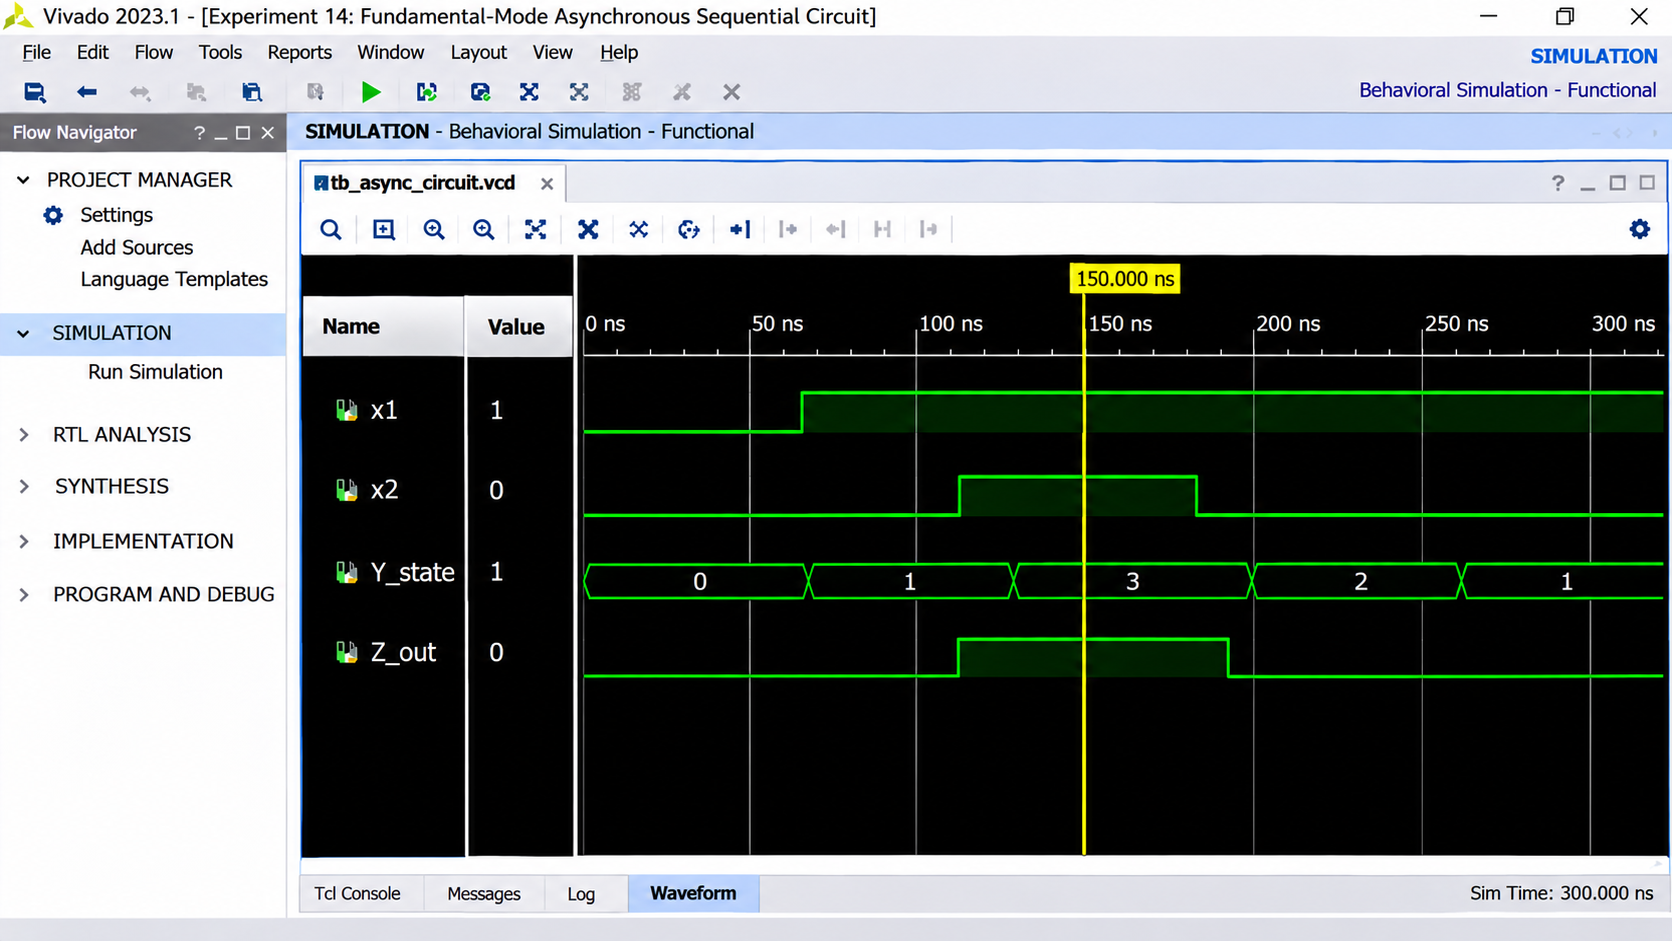 Vivado 2023.1 - [Experiment 14: Fundamental-Mode Asynchronous Sequential Circuit]
File Edit Flow Tools Reports Window Layout View Help
SIMULATION
Behavioral Simulation - Functional
Flow Navigator ?
PROJECT MANAGER
Settings
Add Sources
Language Templates
SIMULATION
Run Simulation
RTL ANALYSIS
SYNTHESIS
IMPLEMENTATION
PROGRAM AND DEBUG
SIMULATION - Behavioral Simulation - Functional
tb_async_circuit.vcd
?
150.000 ns
Name Value
0 ns 50 ns 100 ns 150 ns 200 ns 250 ns 300 ns
x1 1
x2 0
Y_state 1 0 1 3 2 1
Z_out 0
Tcl Console Messages Log Waveform
Sim Time: 300.000 ns